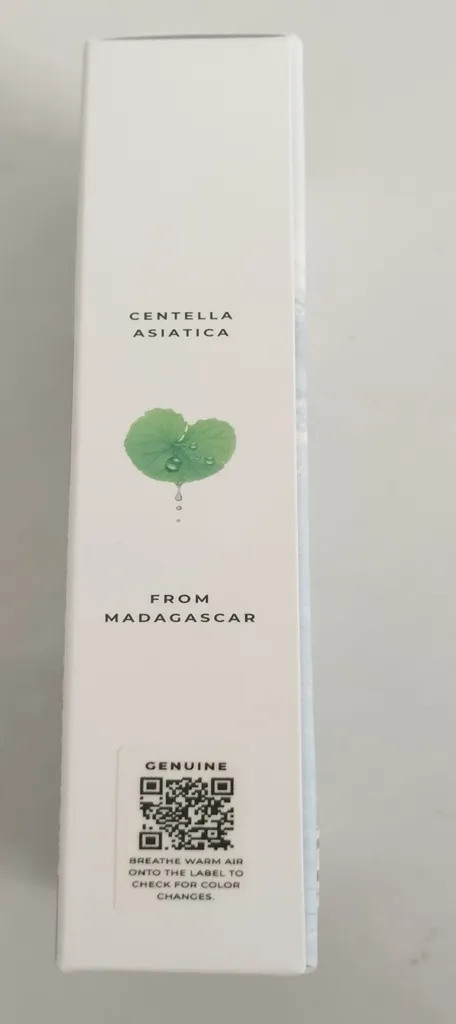 CENTELLA
ASIATICA
FROM
MADAGASCAR
GENUINE
BREATHE WARM AIR
ONTO THE LABEL TO
CHECK FOR COLOR
CHANGES.